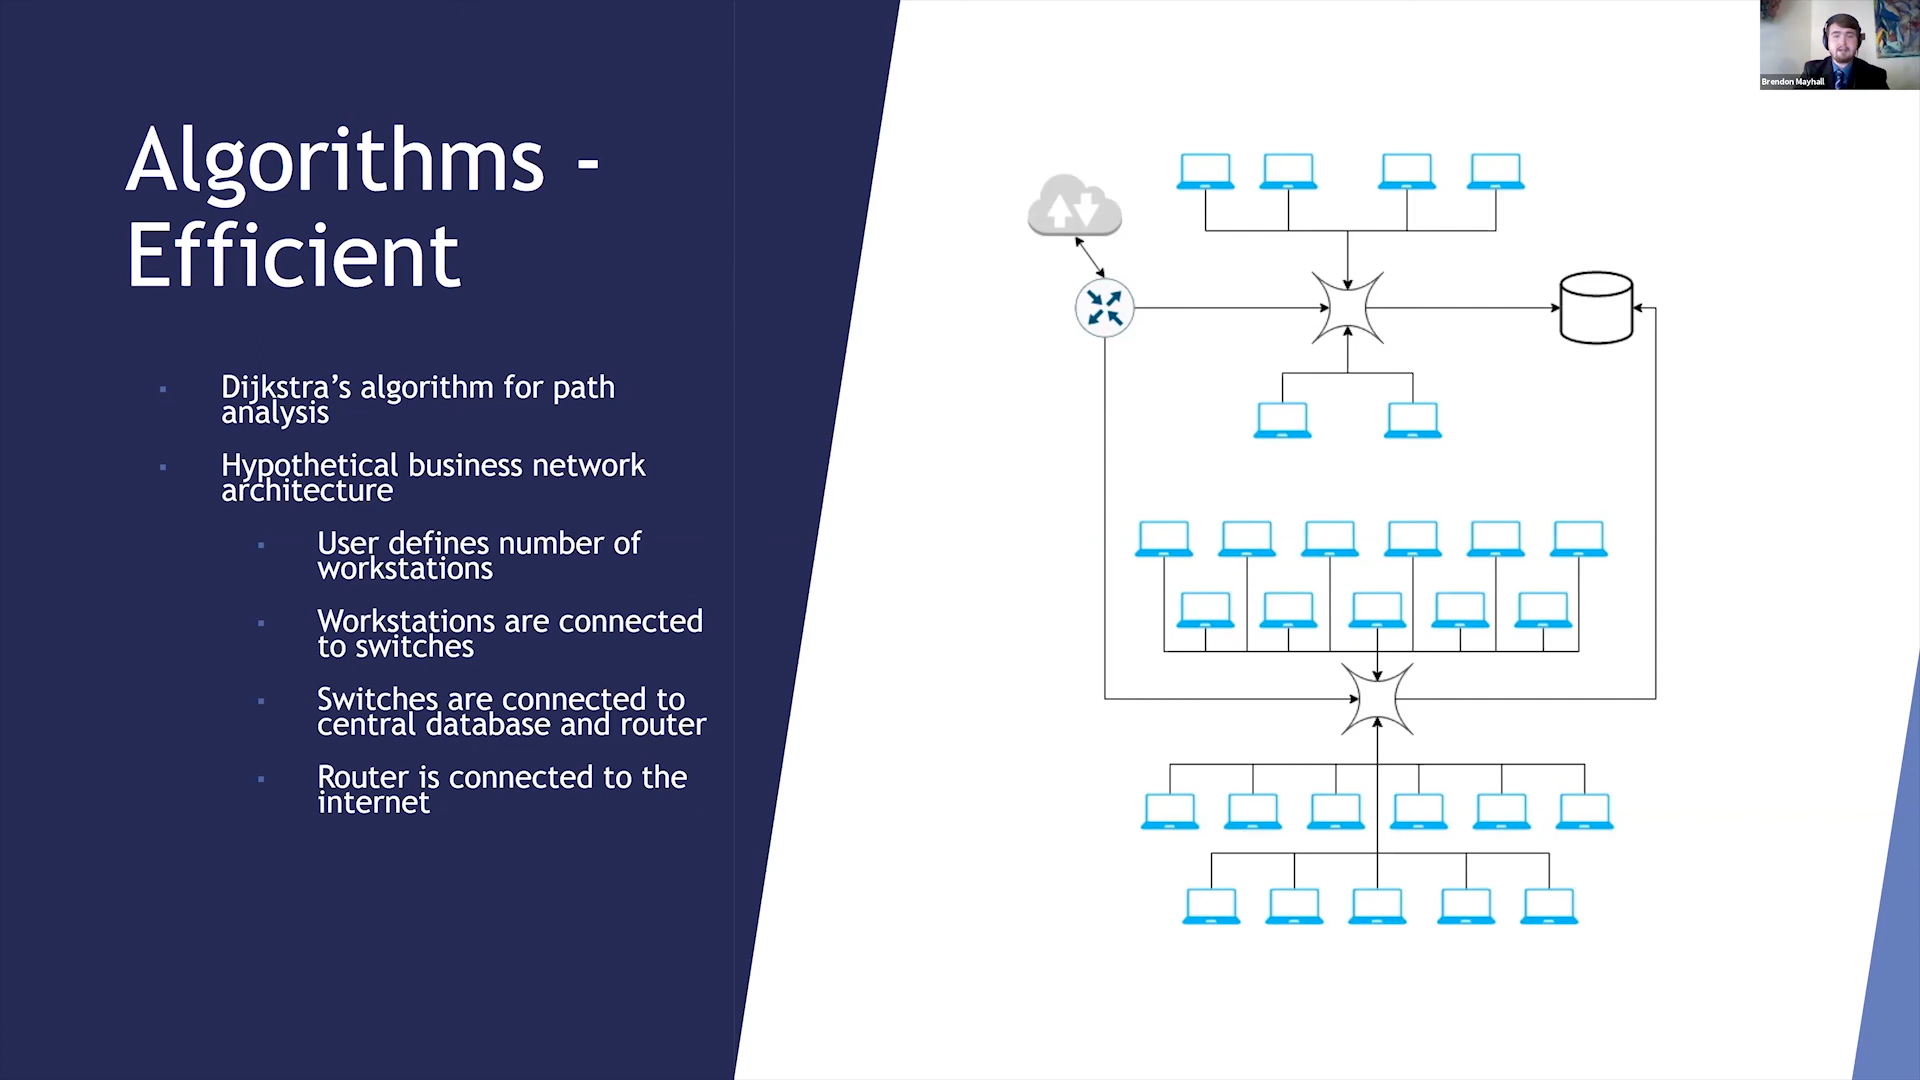 Algorithms -
Efficient
Dijkstra's algorithm for path
analysis
Hypothetical business network
architecture
User defines number of
workstations
Workstations are connected
to switches
Switches are connected to
central database and router
Router is connected to the
internet
Brendon Mayhall